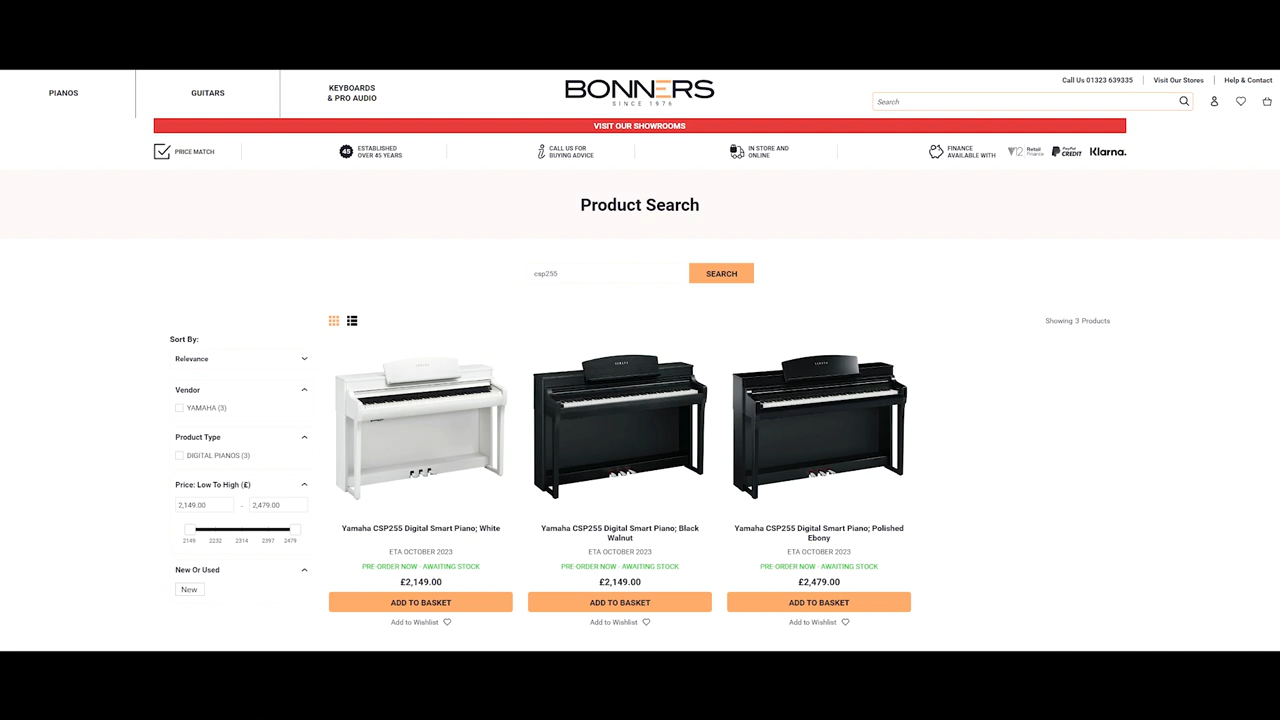 PIANOS
GUITARS
KEYBOARDS
& PRO AUDIO
BONNERS
SINCE 1976
Call Us 01323 639335
Visit Our Stores
Help & Contact
Search
VISIT OUR SHOWROOMS
PRICE MATCH
45
ESTABLISHED
OVER 45 YEARS
CALL US FOR
BUYING ADVICE
IN STORE AND
ONLINE
FINANCE
AVAILABLE WITH
V12 Retail
Finance
PayPal
CREDIT
Klarna.
Product Search
csp255
SEARCH
Showing 3 Products
Sort By:
Relevance
Vendor
YAMAHA (3)
Product Type
DIGITAL PIANOS (3)
Price: Low To High (£)
2,149.00 - 2,479.00
2149 2232 2314 2397 2479
New Or Used
New
Yamaha CSP255 Digital Smart Piano; White
ETA OCTOBER 2023
PRE-ORDER NOW - AWAITING STOCK
£2,149.00
ADD TO BASKET
Add to Wishlist
YAMAHA
Yamaha CSP255 Digital Smart Piano; Black
Walnut
ETA OCTOBER 2023
PRE-ORDER NOW - AWAITING STOCK
£2,149.00
ADD TO BASKET
Add to Wishlist
YAMAHA
Yamaha CSP255 Digital Smart Piano; Polished
Ebony
ETA OCTOBER 2023
PRE-ORDER NOW - AWAITING STOCK
£2,479.00
ADD TO BASKET
Add to Wishlist